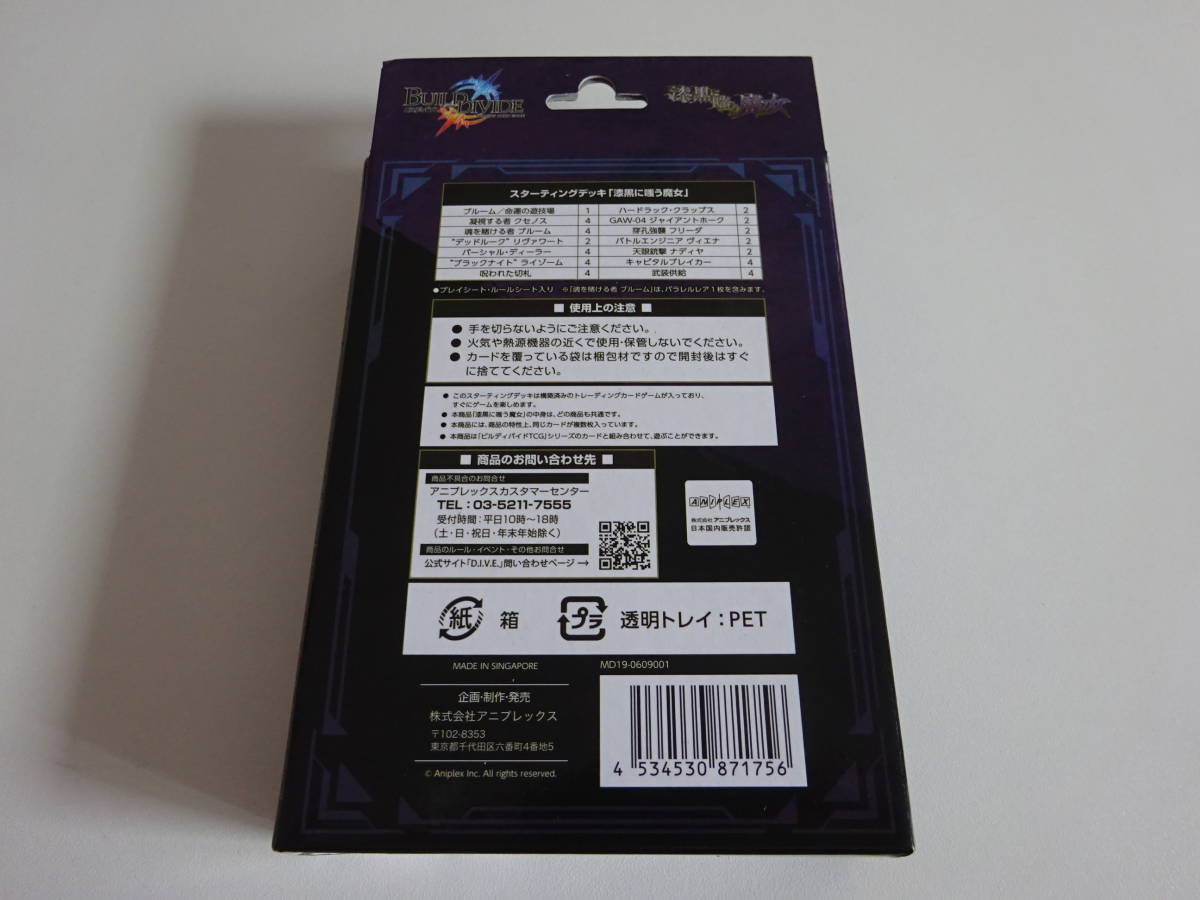 BUILD DIVIDE
漆黒に嗤う魔女
スターティングデッキ「漆黒に嗤う魔女」
ブルーム／命運の遊技場 1 ハードラック・クラップス 2
凝視する者 クセノス 4 GAW-04 ジャイアントホーク 2
魂を賭ける者 ブルーム 4 穿孔強襲 フリーダ 2
"デッドルーク" リヴァワート 2 バトルエンジニア ヴィエナ 2
パーシャル・ディーラー 4 天眼銃撃 ナディヤ 2
"ブラックナイト" ライゾーム 4 キャピタルブレイカー 4
呪われた切札 4 武装供給 4
●プレイシート・ルールシート入り ※「魂を賭ける者 ブルーム」は、パラレルレア1枚を含みます。
■ 使用上の注意 ■
● 手を切らないようにご注意ください。
● 火気や熱源機器の近くで使用・保管しないでください。
● カードを覆っている袋は梱包材ですので開封後はすぐ
に捨ててください。
● このスターティングデッキは構築済みのトレーディングカードゲームが入っており、
すぐにゲームを楽しめます。
● 本商品「漆黒に嗤う魔女」の中身は、どの商品も共通です。
● 本商品には、商品の特性上、同じカードが複数枚入っています。
● 本商品は「ビルディバイドTCG」シリーズのカードと組み合わせて、遊ぶことができます。
■ 商品のお問い合わせ先 ■
商品不具合のお問合せ
アニプレックスカスタマーセンター
TEL：03-5211-7555
受付時間：平日10時～18時
（土・日・祝日・年末年始除く）
商品のルール・イベント・その他お問合せ
公式サイト「D.I.V.E.」問い合わせページ →
ANIPLEX
株式会社 アニプレックス
日本国内販売許諾
紙 箱 プラ 透明トレイ：PET
MADE IN SINGAPORE
MD19-0609001
企画・制作・発売
株式会社アニプレックス
〒102-8353
東京都千代田区六番町4番地5
© Aniplex Inc. All rights reserved.
4 534530 871756